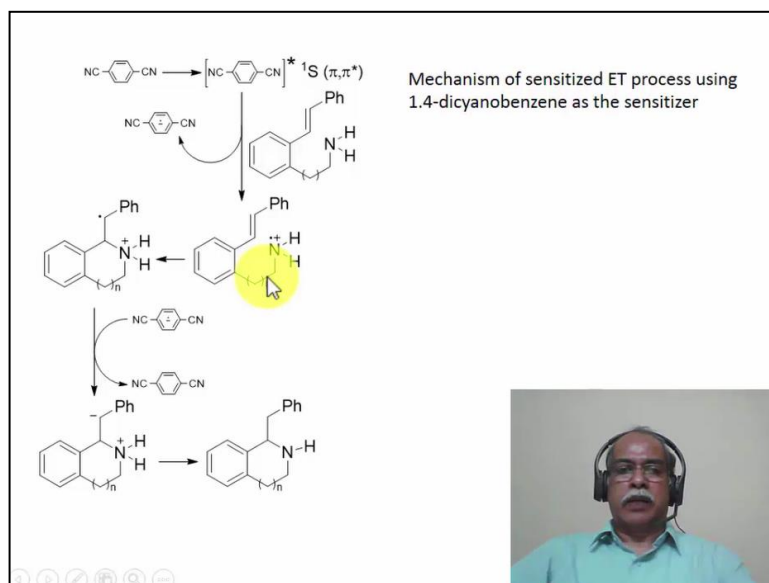 NC CN NC CN * ¹S (π,π*)
Mechanism of sensitized ET process using
1.4-dicyanobenzene as the sensitizer
Ph
NC CN
H
N
H
( )
Ph
Ph
H
N+
H
( )n
H
N•+
H
( )n
NC CN
NC CN
Ph
H
N+
H
( )n
Ph
N H
( )n